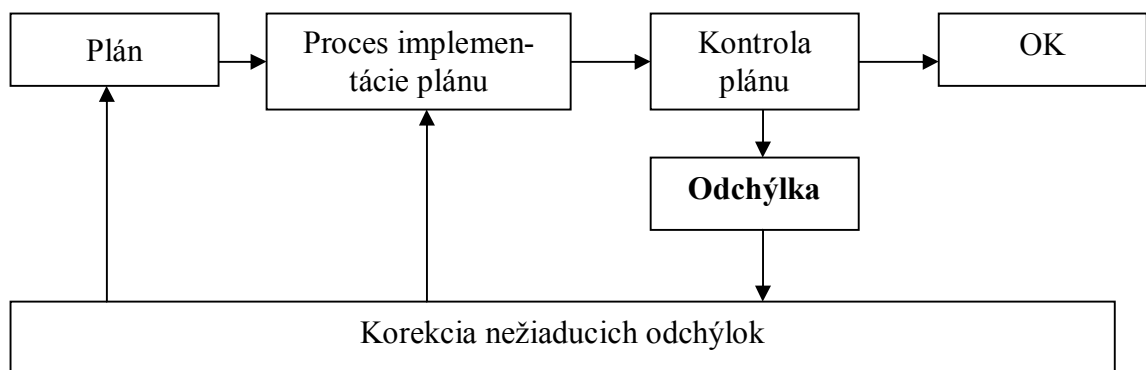 Plán
Proces implemen-
tácie plánu
Kontrola
plánu
OK
Odchýlka
Korekcia nežiaducich odchýlok